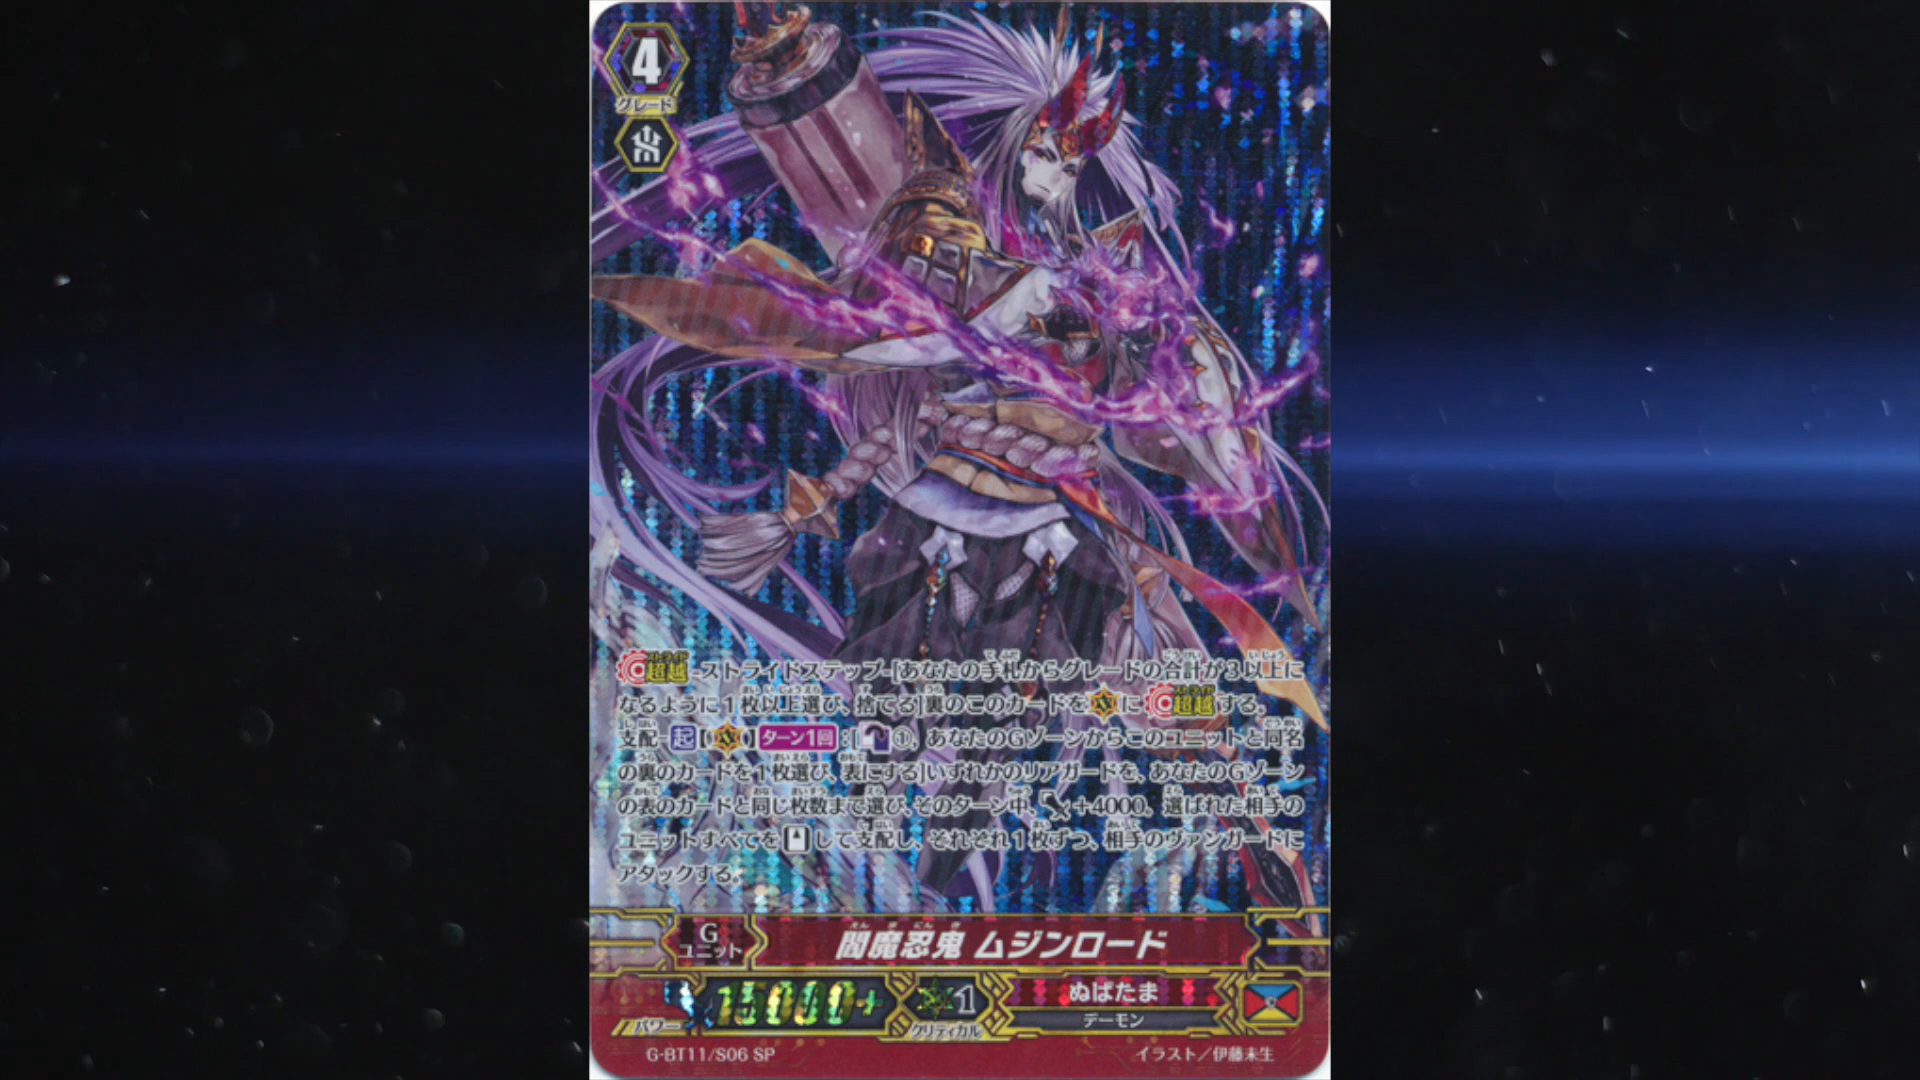 4
グレード
超越 -ストライドステップ-[あなたの手札からグレードの合計が3以上に
なるように1枚以上選び、捨てる]裏のこのカードを に 超越 する。
支配-起【 】ターン1回:[ ①, あなたのGゾーンからこのユニットと同名
の裏のカードを1枚選び、表にする]いずれかのリアガードを、あなたのGゾーン
の表のカードと同じ枚数まで選び、そのターン中、 +4000。選ばれた相手の
ユニットすべてを して支配し、それぞれ1枚ずつ、相手のヴァンガードに
アタックする。
G
ユニット
えん ま にん き
閻魔忍鬼 ムジンロード
パワー 15000+
1
クリティカル
ぬばたま
デーモン
G-BT11/S06 SP
イラスト/伊藤未生